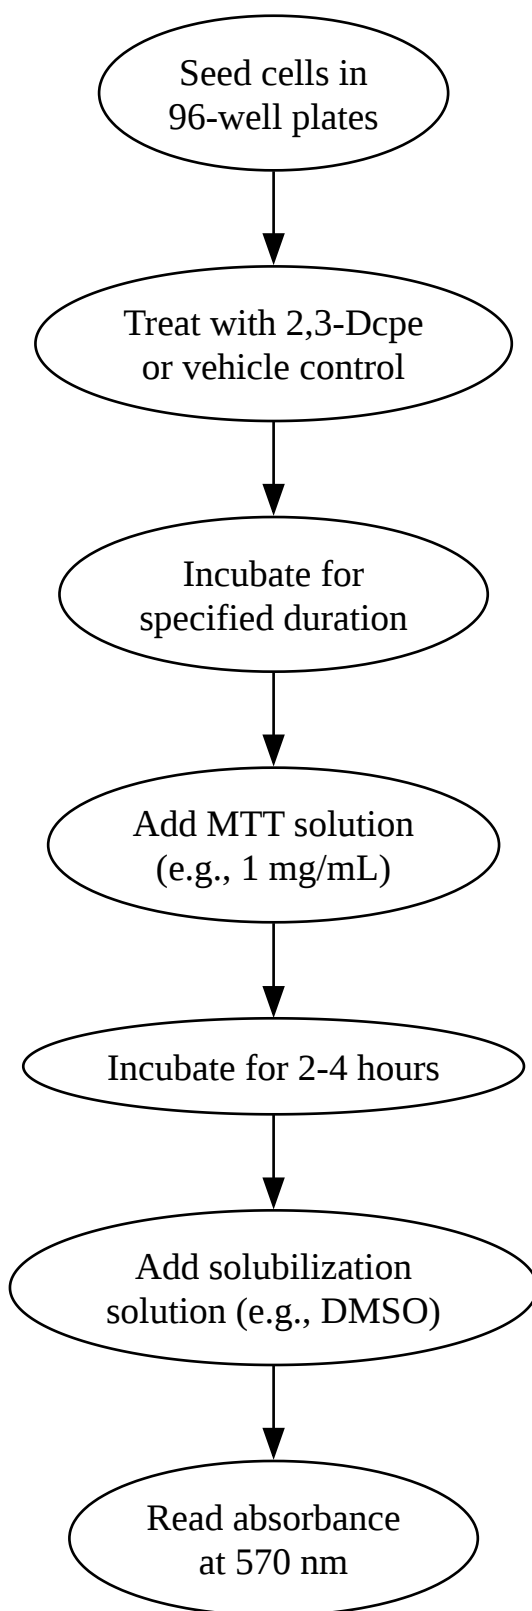 Seed cells in
96-well plates
Treat with 2,3-Dcpe
or vehicle control
Incubate for
specified duration
Add MTT solution
(e.g., 1 mg/mL)
Incubate for 2-4 hours
Add solubilization
solution (e.g., DMSO)
Read absorbance
at 570 nm